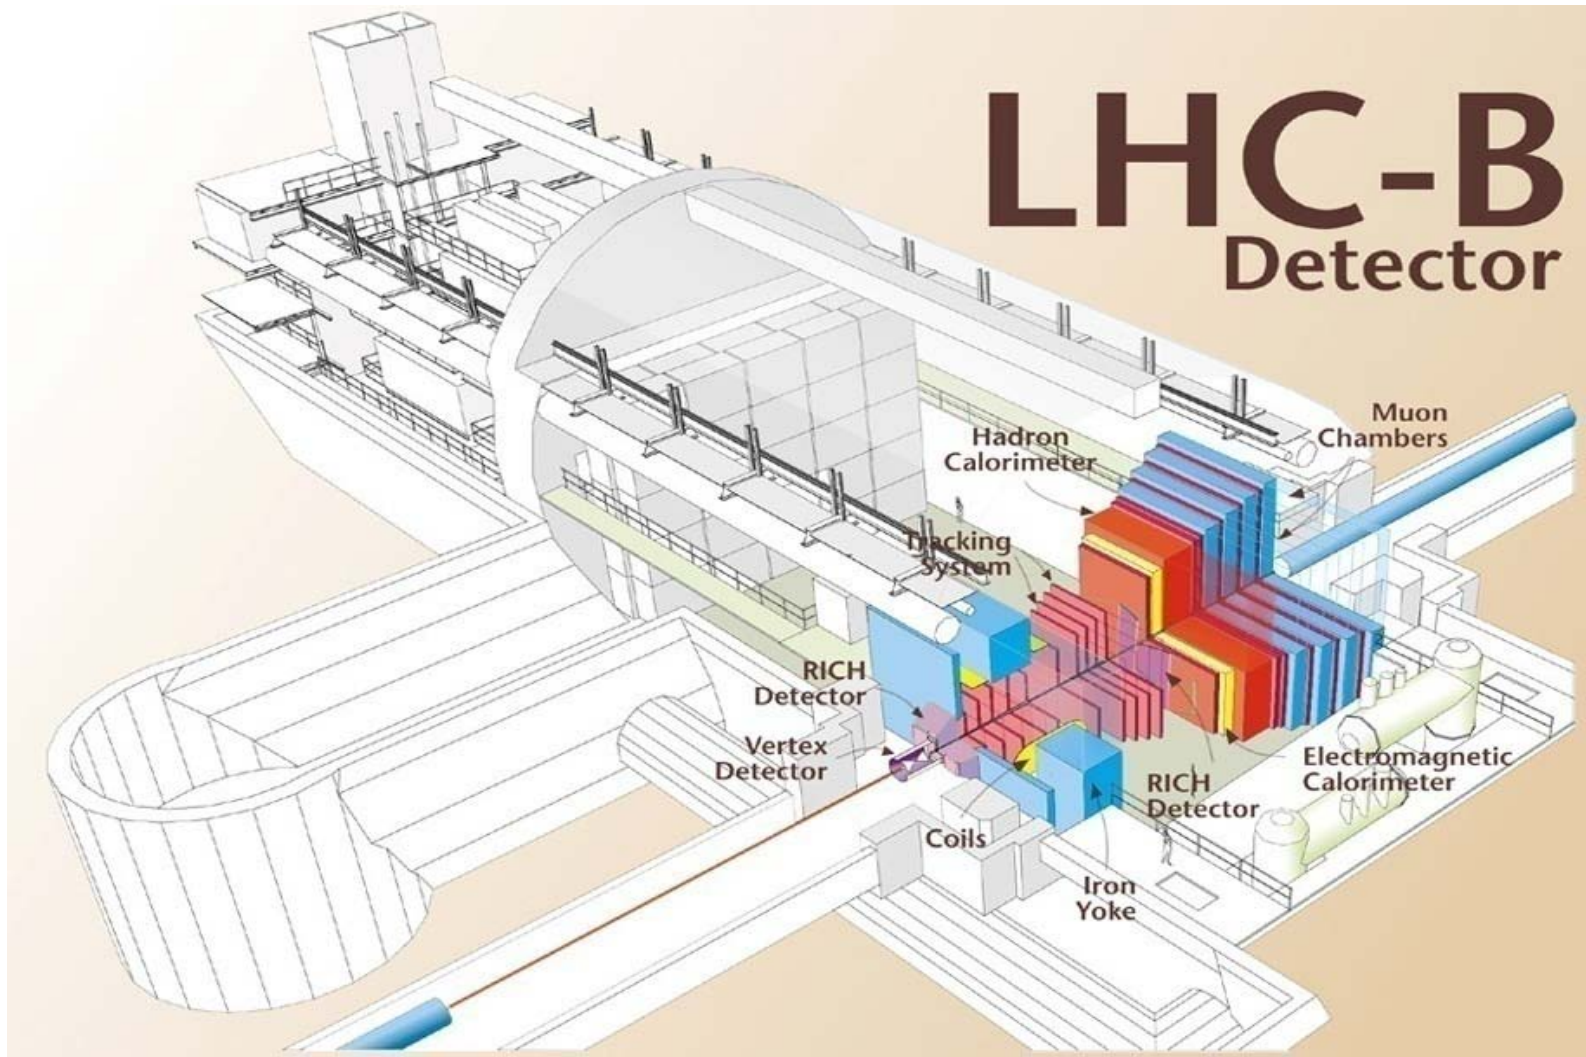 LHC-B
Detector
Muon
Chambers
Hadron
Calorimeter
Tracking
System
RICH
Detector
Vertex
Detector
Electromagnetic
Calorimeter
RICH
Detector
Coils
Iron
Yoke